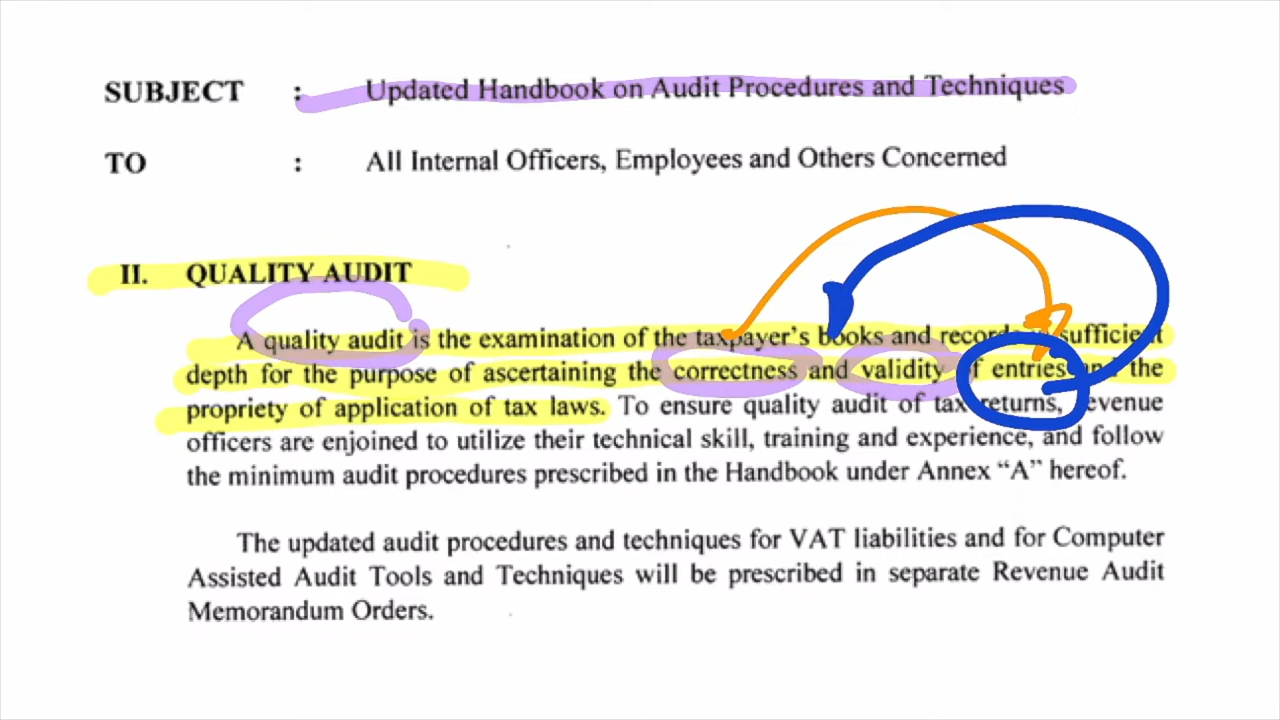 SUBJECT : Updated Handbook on Audit Procedures and Techniques
TO : All Internal Officers, Employees and Others Concerned
II. QUALITY AUDIT
A quality audit is the examination of the taxpayer's books and records in sufficient
depth for the purpose of ascertaining the correctness and validity of entries and the
propriety of application of tax laws. To ensure quality audit of tax returns, revenue
officers are enjoined to utilize their technical skill, training and experience, and follow
the minimum audit procedures prescribed in the Handbook under Annex “A” hereof.
The updated audit procedures and techniques for VAT liabilities and for Computer
Assisted Audit Tools and Techniques will be prescribed in separate Revenue Audit
Memorandum Orders.